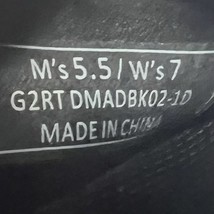 M's 5.5 / W's 7
G2RT DMADBK02-1D
MADE IN CHINA